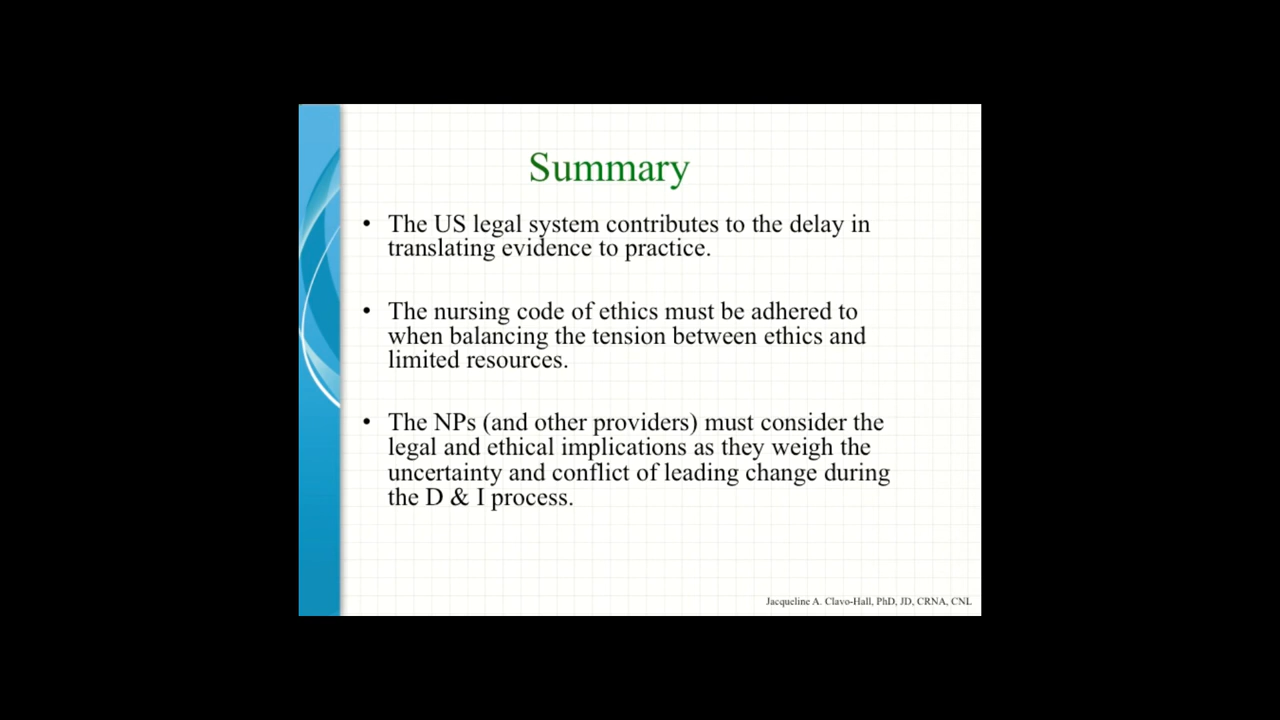 Summary
• The US legal system contributes to the delay in
translating evidence to practice.
• The nursing code of ethics must be adhered to
when balancing the tension between ethics and
limited resources.
• The NPs (and other providers) must consider the
legal and ethical implications as they weigh the
uncertainty and conflict of leading change during
the D & I process.
Jacqueline A. Clavo-Hall, PhD, JD, CRNA, CNL